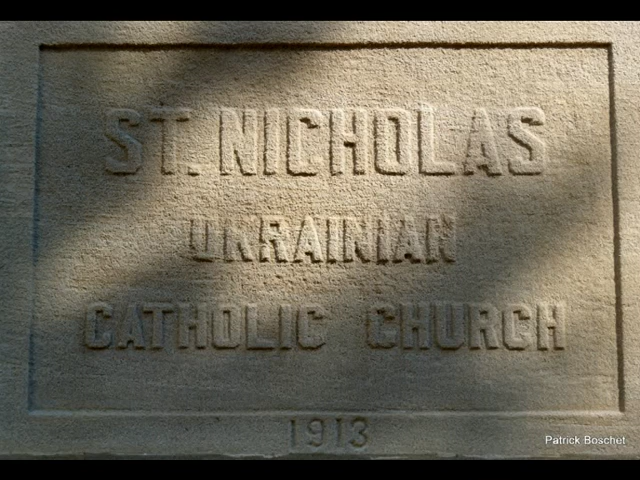 ST. NICHOLAS
UKRAINIAN
CATHOLIC CHURCH
1913
Patrick Boschet